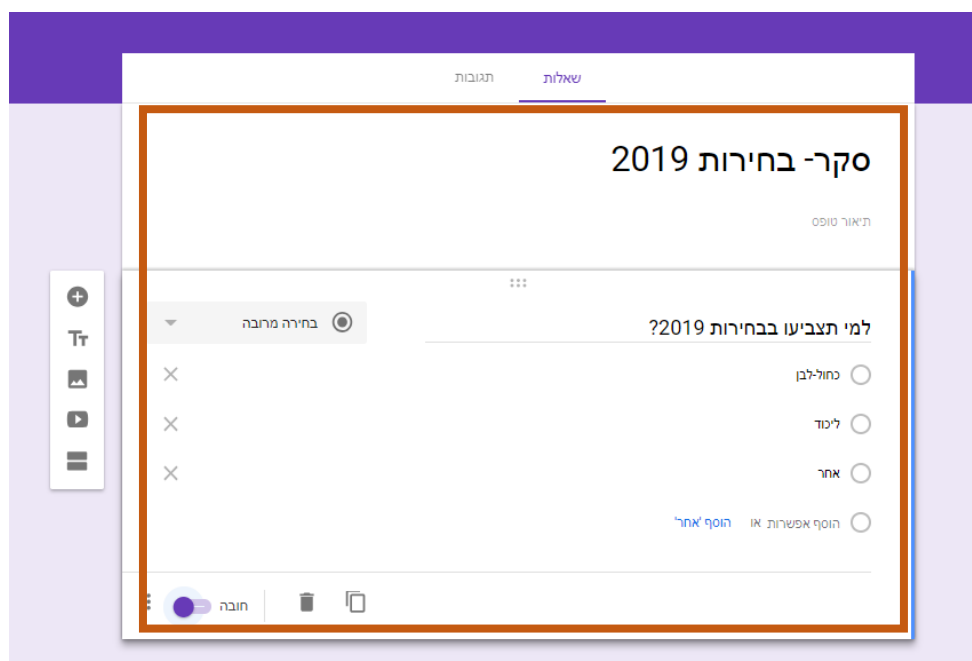 שאלות תגובות
סקר- בחירות 2019
תיאור טופס
למי תצביעו בבחירות 2019?
בחירה מרובה
כחול-לבן
ליכוד
אחר
הוסף אפשרות או הוסף 'אחר'
חובה